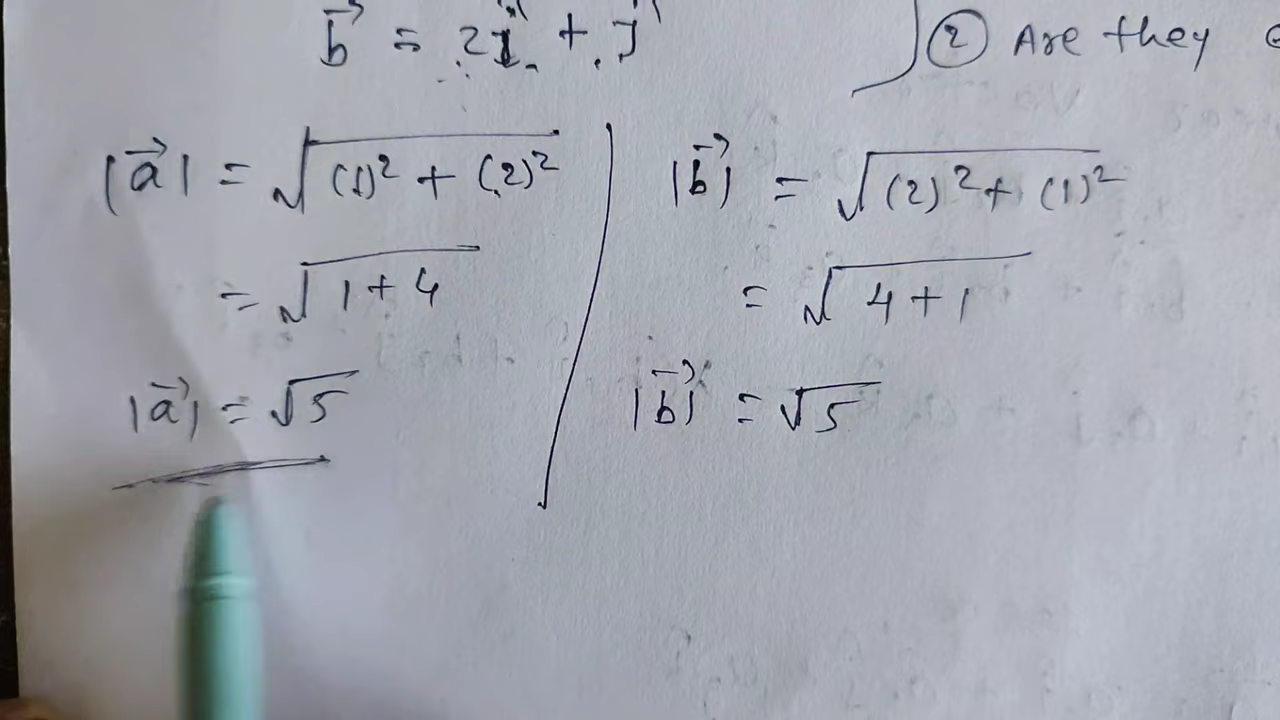 b⃗ = 2î + ĵ
② Are they
|a⃗| = √((1)² + (2)²)
= √(1+4)
|a⃗| = √5
|b⃗| = √((2)² + (1)²)
= √(4+1)
|b⃗| = √5